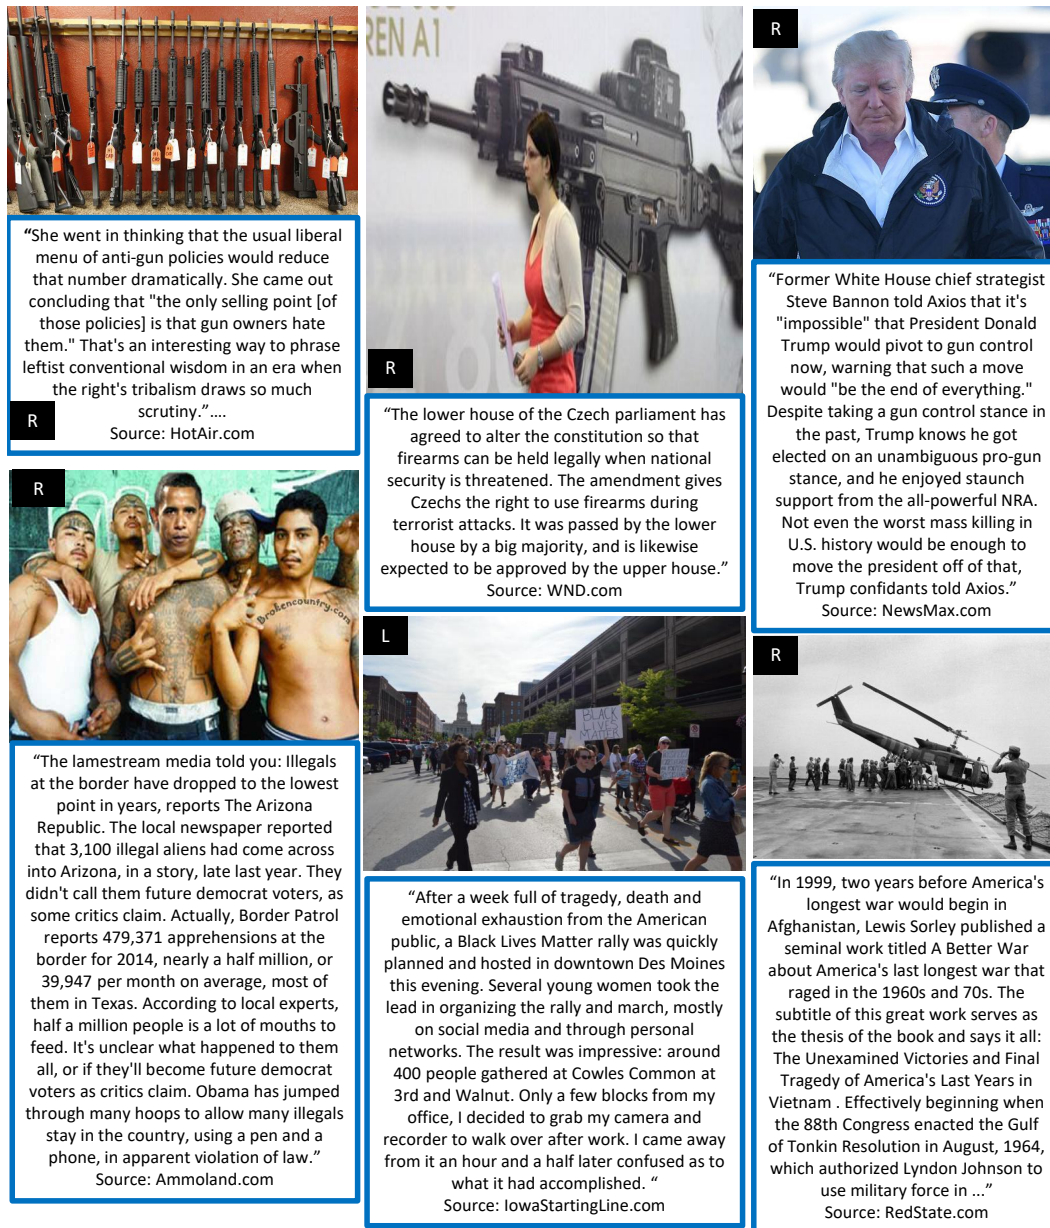 “She went in thinking that the usual liberal
menu of anti-gun policies would reduce
that number dramatically. She came out
concluding that "the only selling point [of
those policies] is that gun owners hate
them." That's an interesting way to phrase
leftist conventional wisdom in an era when
the right's tribalism draws so much
scrutiny.”….
R
Source: HotAir.com
R
Brokencountry.com
“The lamestream media told you: Illegals
at the border have dropped to the lowest
point in years, reports The Arizona
Republic. The local newspaper reported
that 3,100 illegal aliens had come across
into Arizona, in a story, late last year. They
didn't call them future democrat voters, as
some critics claim. Actually, Border Patrol
reports 479,371 apprehensions at the
border for 2014, nearly a half million, or
39,947 per month on average, most of
them in Texas. According to local experts,
half a million people is a lot of mouths to
feed. It's unclear what happened to them
all, or if they'll become future democrat
voters as critics claim. Obama has jumped
through many hoops to allow many illegals
stay in the country, using a pen and a
phone, in apparent violation of law.”
Source: Ammoland.com
REN A1
R
“The lower house of the Czech parliament has
agreed to alter the constitution so that
firearms can be held legally when national
security is threatened. The amendment gives
Czechs the right to use firearms during
terrorist attacks. It was passed by the lower
house by a big majority, and is likewise
expected to be approved by the upper house.”
Source: WND.com
L
BLACK
LIVES
MATTER
“After a week full of tragedy, death and
emotional exhaustion from the American
public, a Black Lives Matter rally was quickly
planned and hosted in downtown Des Moines
this evening. Several young women took the
lead in organizing the rally and march, mostly
on social media and through personal
networks. The result was impressive: around
400 people gathered at Cowles Common at
3rd and Walnut. Only a few blocks from my
office, I decided to grab my camera and
recorder to walk over after work. I came away
from it an hour and a half later confused as to
what it had accomplished. “
Source: IowaStartingLine.com
R
“Former White House chief strategist
Steve Bannon told Axios that it's
"impossible" that President Donald
Trump would pivot to gun control
now, warning that such a move
would "be the end of everything."
Despite taking a gun control stance in
the past, Trump knows he got
elected on an unambiguous pro-gun
stance, and he enjoyed staunch
support from the all-powerful NRA.
Not even the worst mass killing in
U.S. history would be enough to
move the president off of that,
Trump confidants told Axios.”
Source: NewsMax.com
R
“In 1999, two years before America's
longest war would begin in
Afghanistan, Lewis Sorley published a
seminal work titled A Better War
about America's last longest war that
raged in the 1960s and 70s. The
subtitle of this great work serves as
the thesis of the book and says it all:
The Unexamined Victories and Final
Tragedy of America's Last Years in
Vietnam . Effectively beginning when
the 88th Congress enacted the Gulf
of Tonkin Resolution in August, 1964,
which authorized Lyndon Johnson to
use military force in ...”
Source: RedState.com